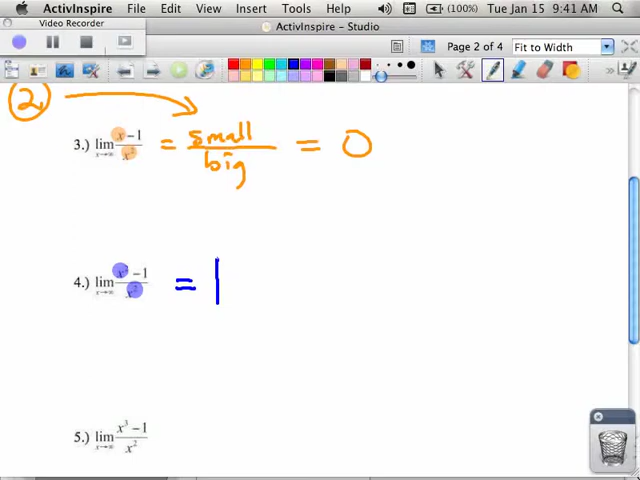 ActivInspire File Edit View Insert Tools Help (100%) Tue Jan 15 9:41 AM
Video Recorder
ActivInspire - Studio
Page 2 of 4 Fit to Width
2.
3.) lim x→∞ x-1/x² = small/big = 0
4.) lim x→∞ x²-1/x² = 1
5.) lim x→∞ x³-1/x²